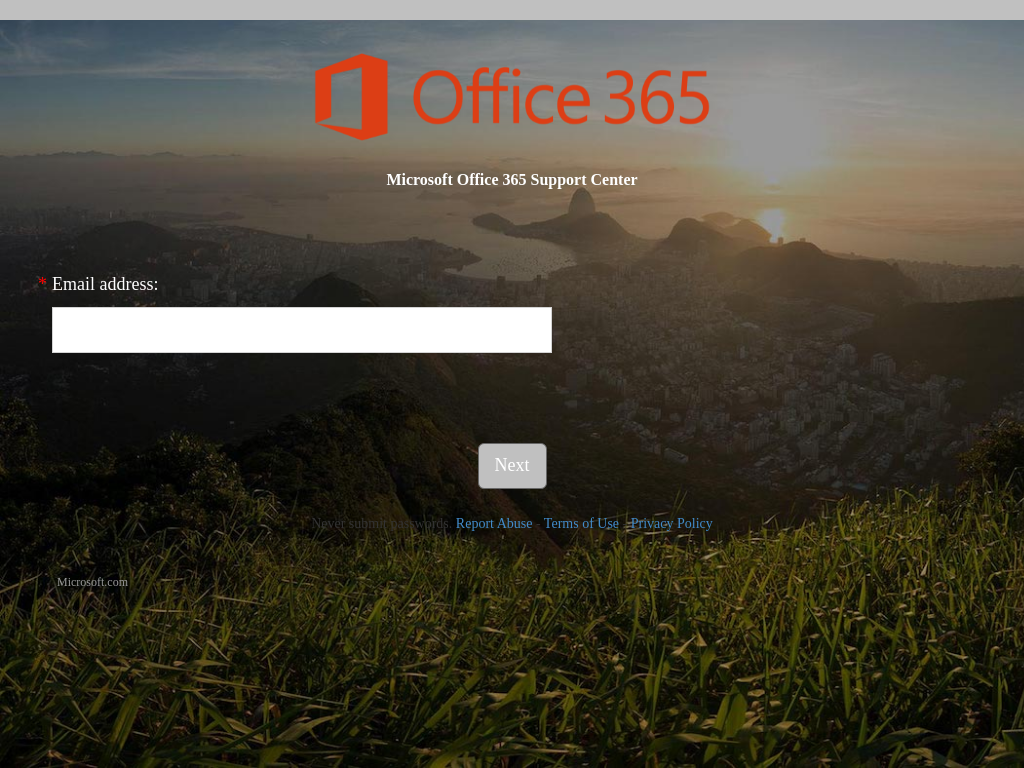 Office 365
Microsoft Office 365 Support Center
* Email address:
Next
Never submit passwords. Report Abuse - Terms of Use - Privacy Policy
Microsoft.com